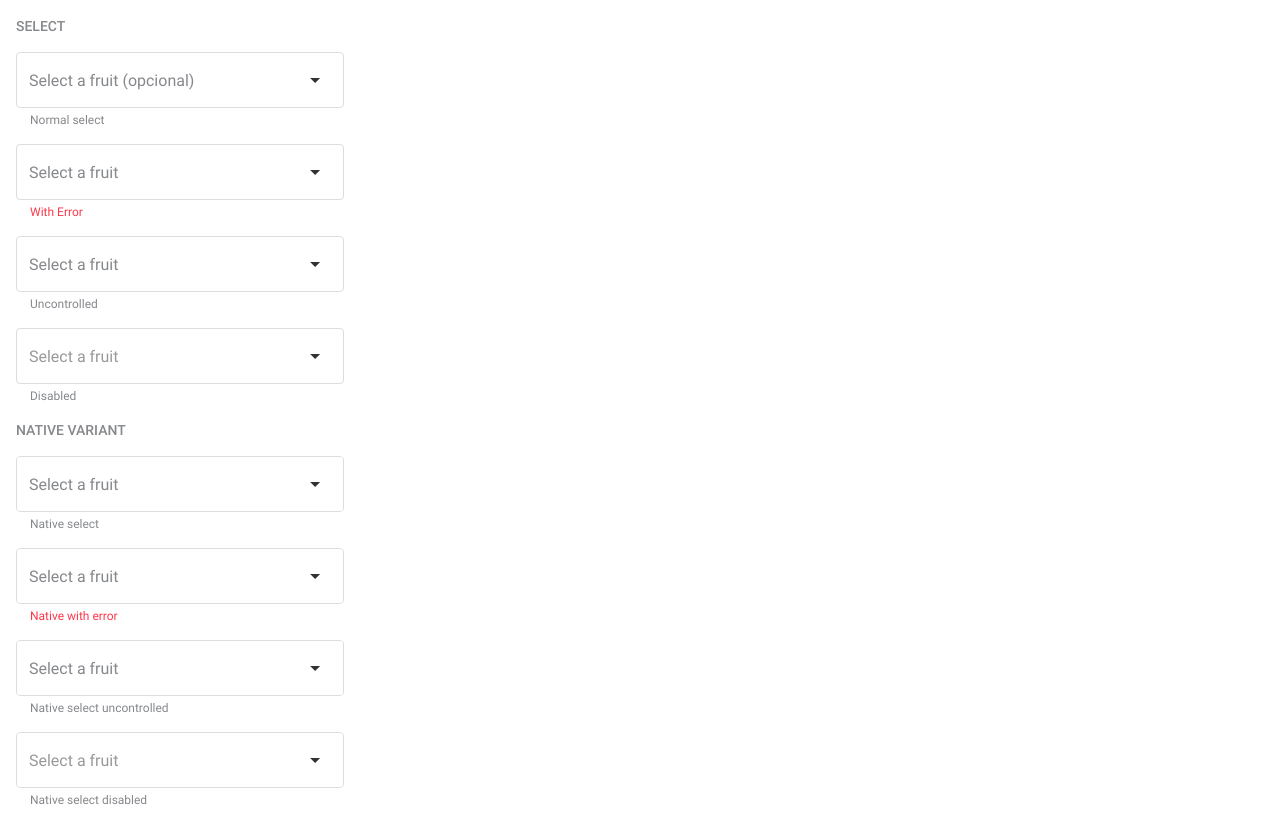 SELECT
Select a fruit (opcional)
Normal select
Select a fruit
With Error
Select a fruit
Uncontrolled
Select a fruit
Disabled
NATIVE VARIANT
Select a fruit
Native select
Select a fruit
Native with error
Select a fruit
Native select uncontrolled
Select a fruit
Native select disabled